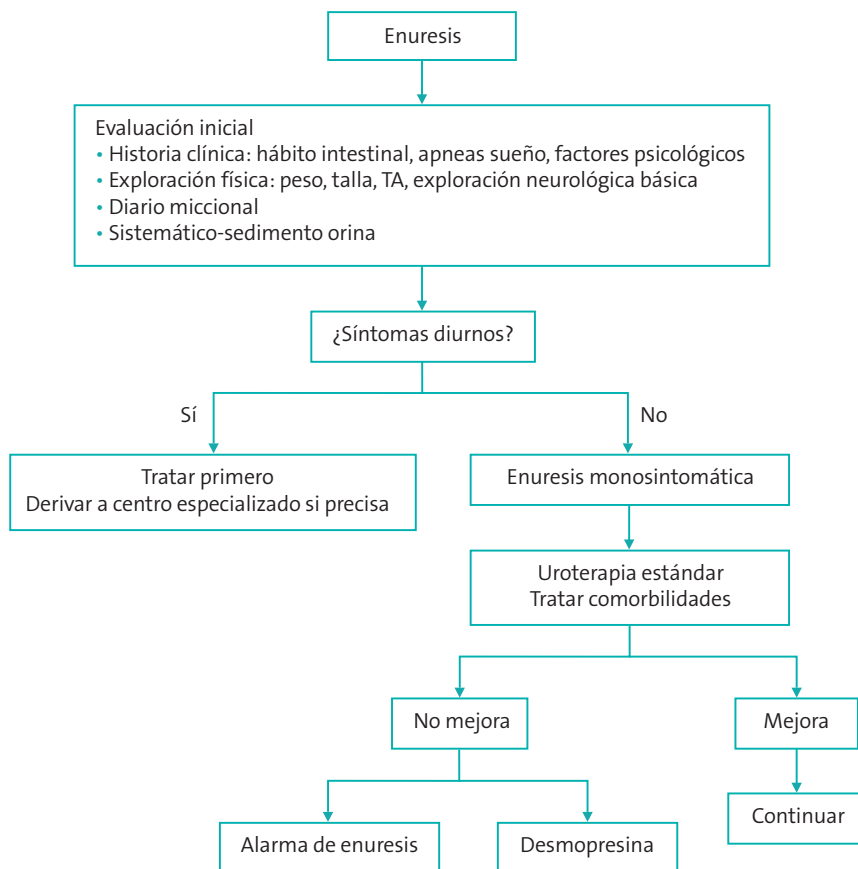 Enuresis
Evaluación inicial
• Historia clínica: hábito intestinal, apneas sueño, factores psicológicos
• Exploración física: peso, talla, TA, exploración neurológica básica
• Diario miccional
• Sistemático-sedimento orina
¿Síntomas diurnos?
Sí
No
Tratar primero
Derivar a centro especializado si precisa
Enuresis monosintomática
Uroterapia estándar
Tratar comorbilidades
No mejora
Mejora
Continuar
Alarma de enuresis
Desmopresina